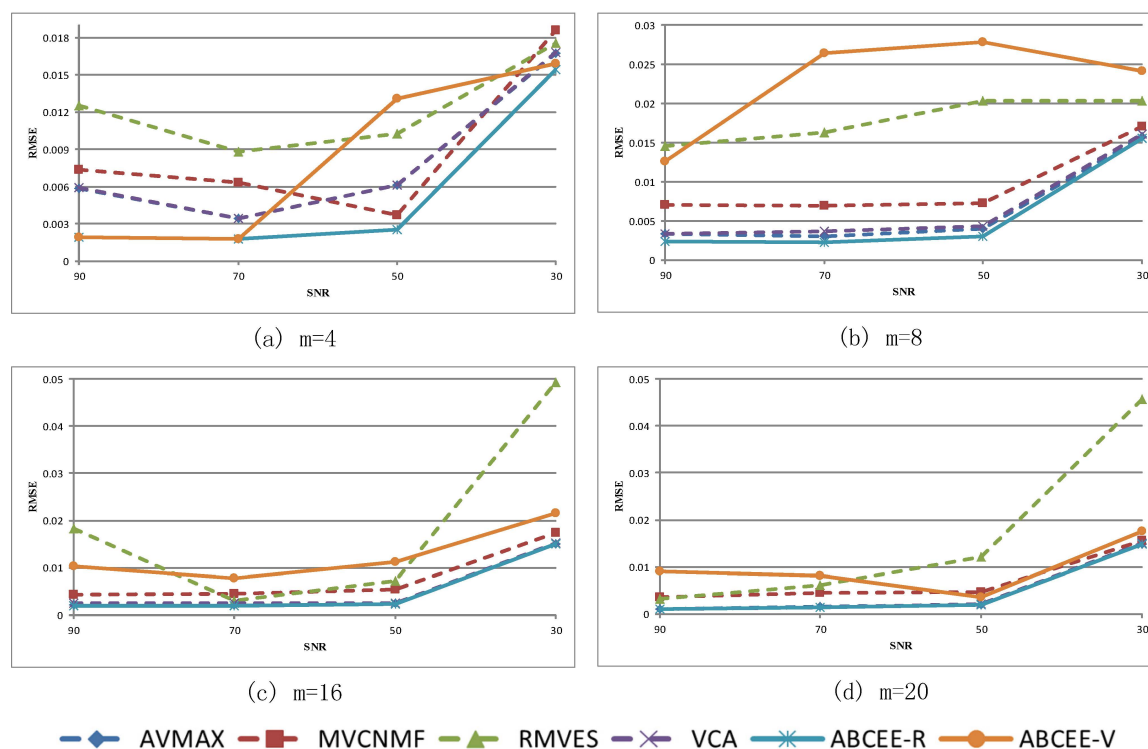 0.018
0.015
0.012
0.009
0.006
0.003
0
RMSE
90 70 50 30
SNR
(a) m=4
0.03
0.025
0.02
0.015
0.01
0.005
0
RMSE
90 70 50 30
SNR
(b) m=8
0.05
0.04
0.03
0.02
0.01
0
RMSE
90 70 50 30
SNR
(c) m=16
0.05
0.04
0.03
0.02
0.01
0
RMSE
90 70 50 30
SNR
(d) m=20
AVMAX MVCNMF RMVES VCA ABCEE-R ABCEE-V